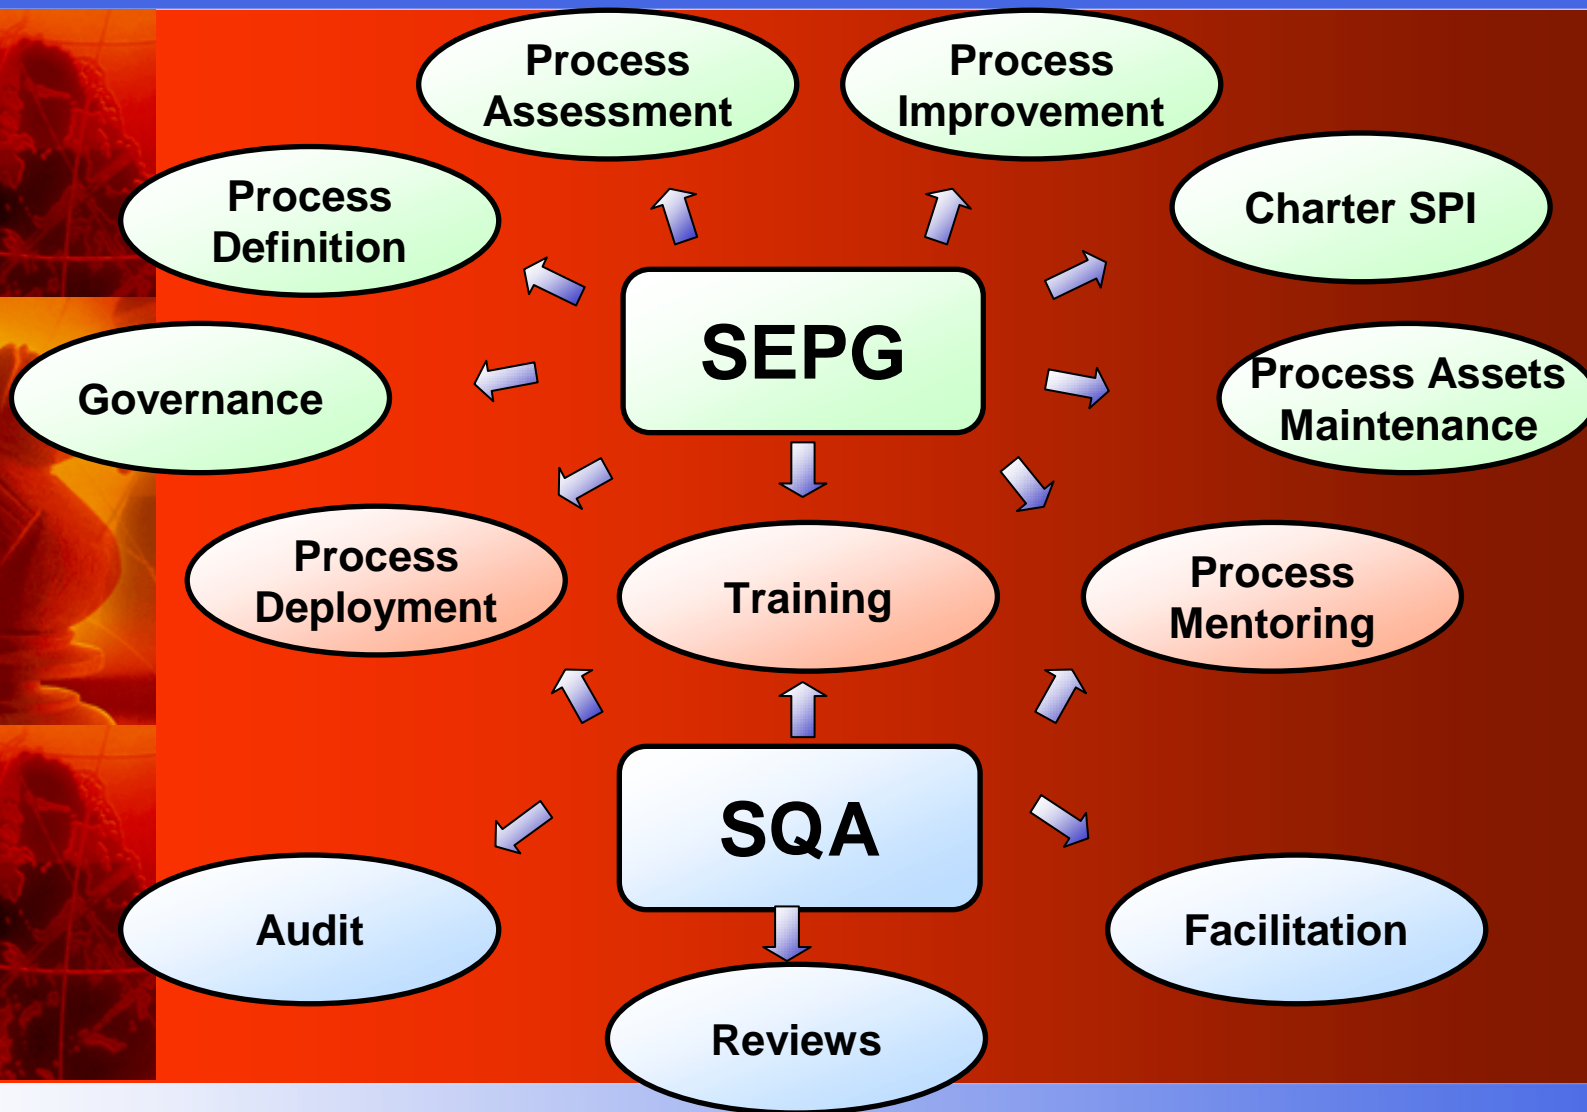 Process
Assessment
Process
Improvement
Process
Definition
Charter SPI
SEPG
Governance
Process Assets
Maintenance
Process
Deployment
Training
Process
Mentoring
SQA
Audit
Facilitation
Reviews